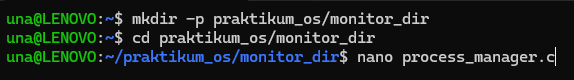 una@LENOVO:~$ mkdir -p praktikum_os/monitor_dir
una@LENOVO:~$ cd praktikum_os/monitor_dir
una@LENOVO:~/praktikum_os/monitor_dir$ nano process_manager.c